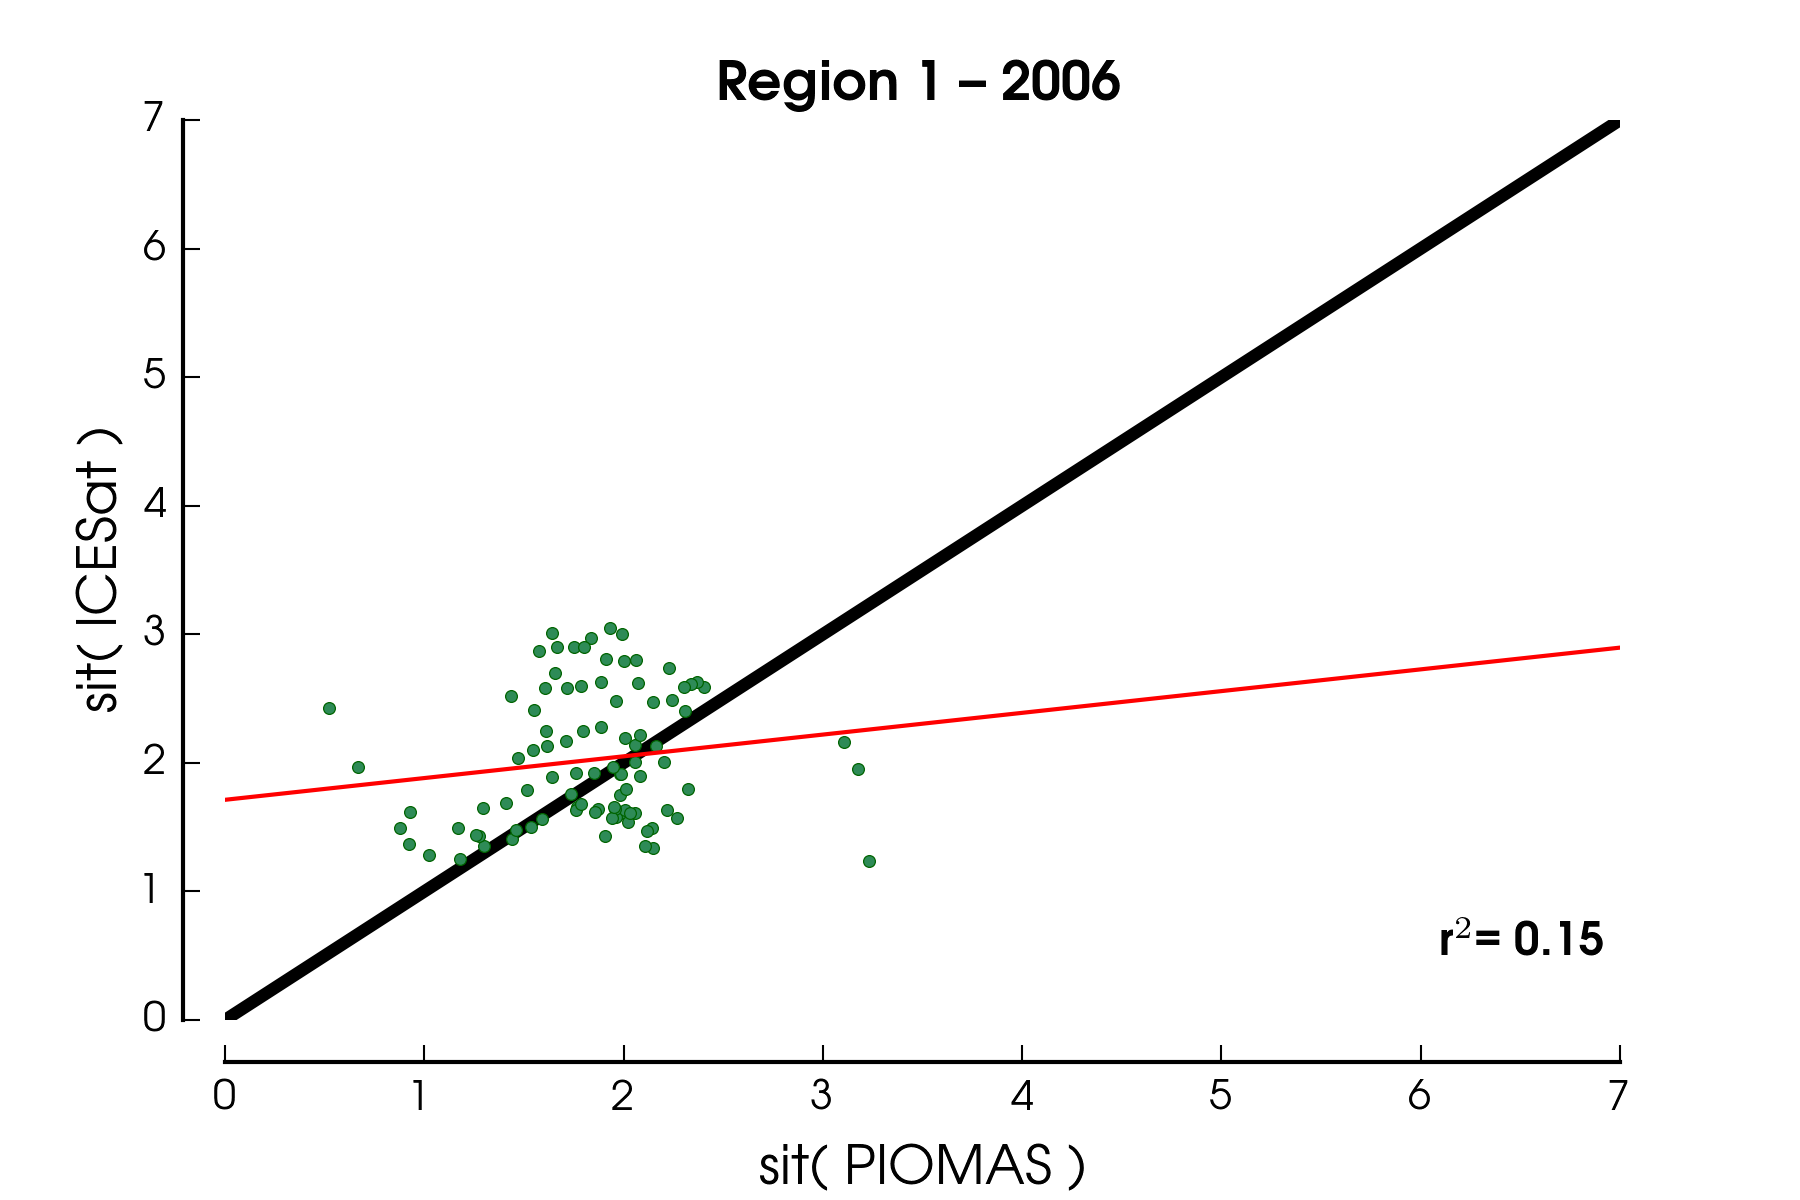 Region 1 – 2006
7
6
5
4
3
2
1
0
sit( ICESat )
r²= 0.15
0 1 2 3 4 5 6 7
sit( PIOMAS )